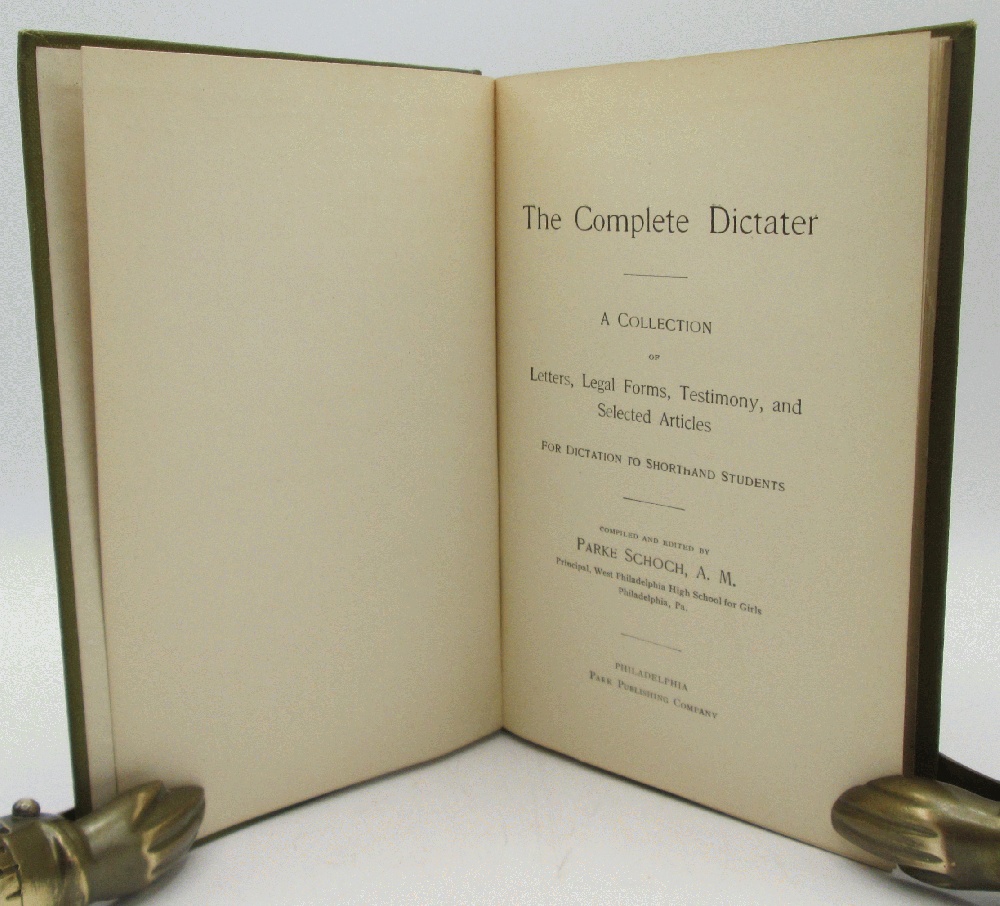 The Complete Dictater
A COLLECTION
OF
Letters, Legal Forms, Testimony, and
Selected Articles
FOR DICTATION TO SHORThAND STUDENTS
COMPILED AND EDITED BY
PARKE SCHOCH, A. M.
Principal, West Philadelphia High School for Girls
Philadelphia, Pa.
PHILADELPHIA
PARK PUBLISHING COMPANY